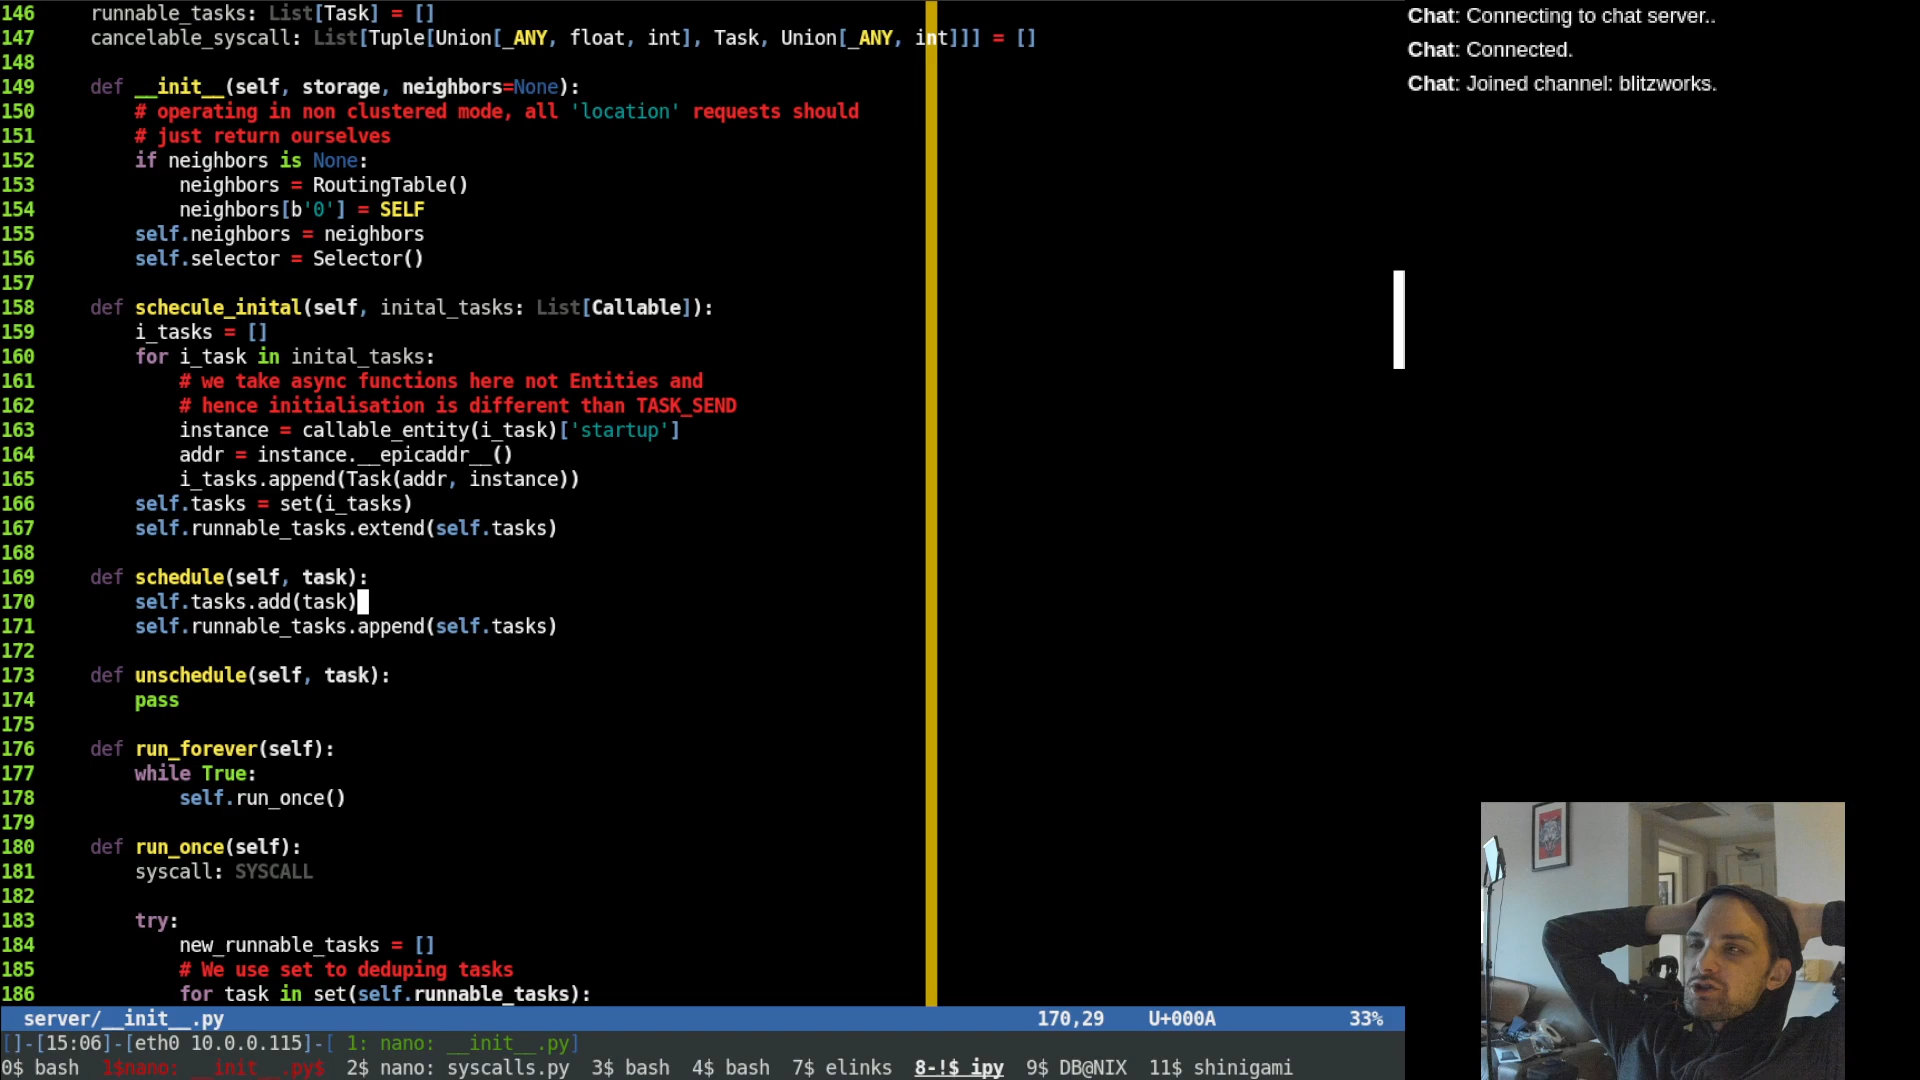 146     runnable_tasks: List[Task] = []
147     cancelable_syscall: List[Tuple[Union[_ANY, float, int], Task, Union[_ANY, int]]] = []
148
149     def __init__(self, storage, neighbors=None):
150         # operating in non clustered mode, all 'location' requests should
151         # just return ourselves
152         if neighbors is None:
153             neighbors = RoutingTable()
154             neighbors[b'0'] = SELF
155         self.neighbors = neighbors
156         self.selector = Selector()
157
158     def schecule_inital(self, inital_tasks: List[Callable]):
159         i_tasks = []
160         for i_task in inital_tasks:
161             # we take async functions here not Entities and
162             # hence initialisation is different than TASK_SEND
163             instance = callable_entity(i_task)['startup']
164             addr = instance.__epicaddr__()
165             i_tasks.append(Task(addr, instance))
166         self.tasks = set(i_tasks)
167         self.runnable_tasks.extend(self.tasks)
168
169     def schedule(self, task):
170         self.tasks.add(task)
171         self.runnable_tasks.append(self.tasks)
172
173     def unschedule(self, task):
174         pass
175
176     def run_forever(self):
177         while True:
178             self.run_once()
179
180     def run_once(self):
181         syscall: SYSCALL
182
183         try:
184             new_runnable_tasks = []
185             # We use set to deduping tasks
186             for task in set(self.runnable_tasks):
server/__init__.py 170,29 U+000A 33%
[]-[15:06]-[eth0 10.0.0.115]-[ 1: nano: __init__.py]
0$ bash 1$nano: __init__.py$ 2$ nano: syscalls.py 3$ bash 4$ bash 7$ elinks 8-!$ ipy 9$ DB@NIX 11$ shinigami
Chat: Connecting to chat server..
Chat: Connected.
Chat: Joined channel: blitzworks.